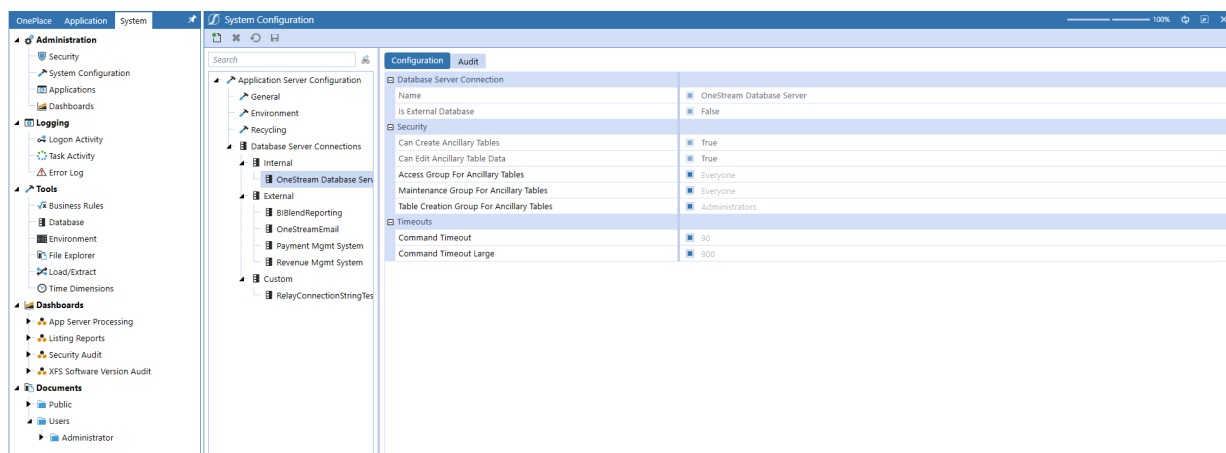 OnePlace Application System
Administration
Security
System Configuration
Applications
Dashboards
Logging
Logon Activity
Task Activity
Error Log
Tools
Business Rules
Database
Environment
File Explorer
Load/Extract
Time Dimensions
Dashboards
App Server Processing
Listing Reports
Security Audit
XFS Software Version Audit
Documents
Public
Users
Administrator
System Configuration
100%
Search
Application Server Configuration
General
Environment
Recycling
Database Server Connections
Internal
OneStream Database Serv
External
BIBlendReporting
OneStreamEmail
Payment Mgmt System
Revenue Mgmt System
Custom
RelayConnectionStringTes
Configuration Audit
Database Server Connection
Name OneStream Database Server
Is External Database False
Security
Can Create Ancillary Tables True
Can Edit Ancillary Table Data True
Access Group For Ancillary Tables Everyone
Maintenance Group For Ancillary Tables Everyone
Table Creation Group For Ancillary Tables Administrators
Timeouts
Command Timeout 90
Command Timeout Large 900